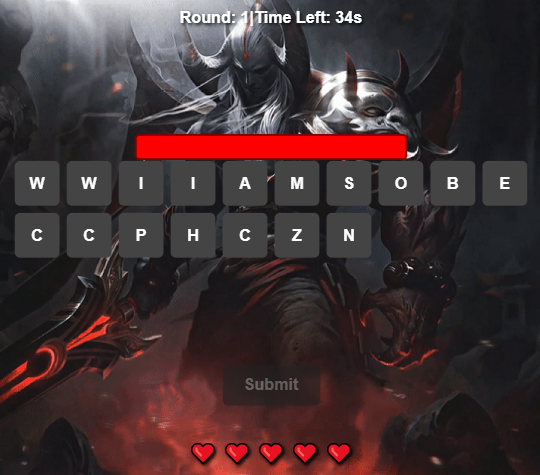 Round: 1|Time Left: 34s
W W I I A M S O B E
C C P H C Z N
Submit